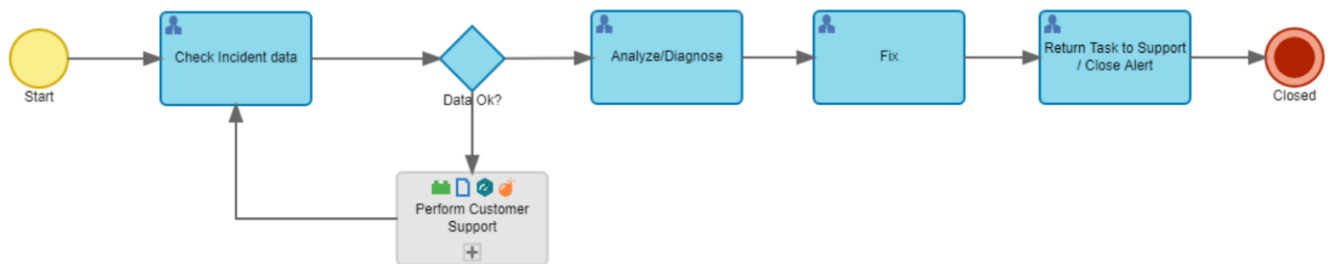 Start
Check Incident data
Data Ok?
Analyze/Diagnose
Fix
Return Task to Support
/ Close Alert
Closed
Perform Customer
Support